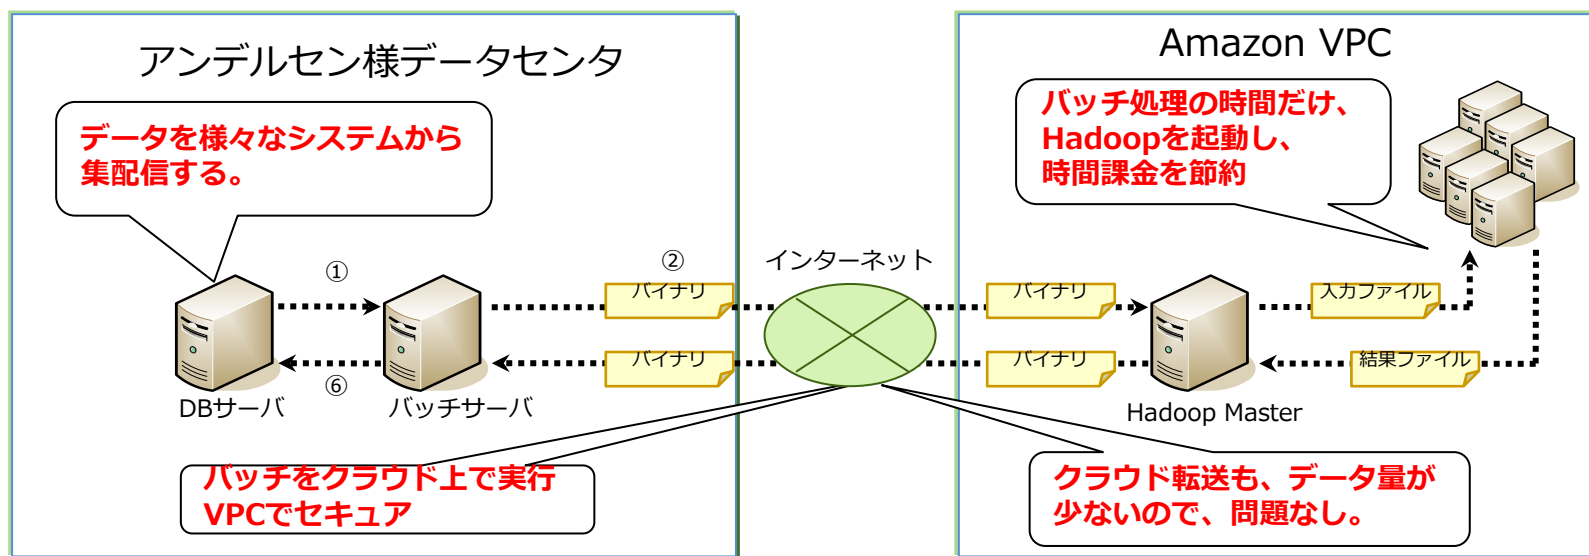 アンデルセン様データセンタ
Amazon VPC
データを様々なシステムから
集配信する。
バッチ処理の時間だけ、
Hadoopを起動し、
時間課金を節約
①
②
インターネット
バイナリ
バイナリ
入力ファイル
バイナリ
バイナリ
結果ファイル
⑥
DBサーバ
バッチサーバ
Hadoop Master
バッチをクラウド上で実行
VPCでセキュア
クラウド転送も、データ量が
少ないので、問題なし。